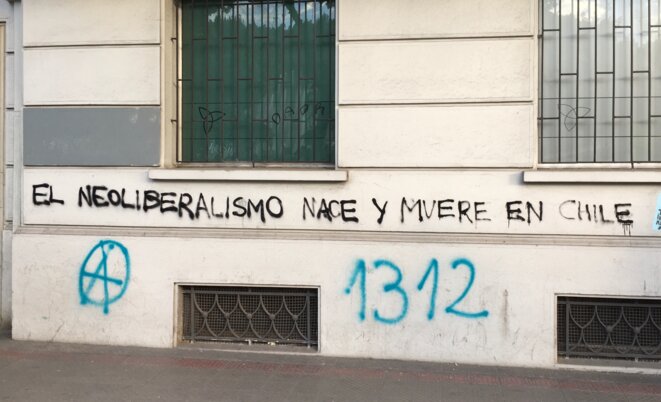 EL NEOLIBERALISMO NACE Y MUERE EN CHILE
1312